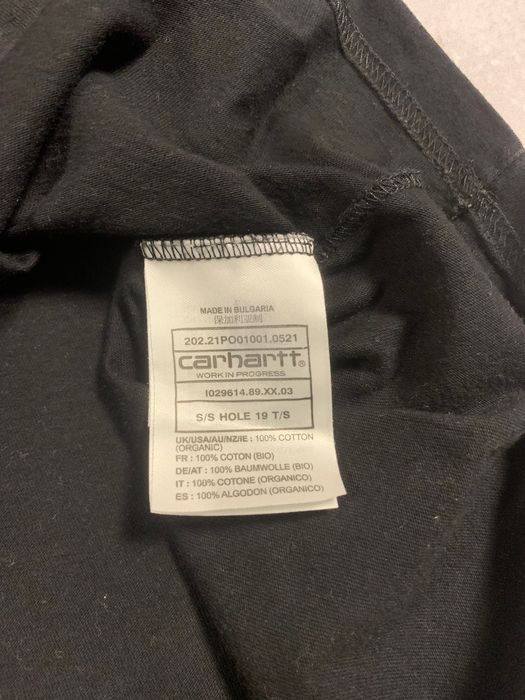 MADE IN BULGARIA
保加利亚制
202.21PO01001.0521
carhartt®
WORK IN PROGRESS
I029614.89.XX.03
S/S HOLE 19 T/S
UK/USA/AU/NZ/IE : 100% COTTON
(ORGANIC)
FR : 100% COTON (BIO)
DE/AT : 100% BAUMWOLLE (BIO)
IT : 100% COTONE (ORGANICO)
ES : 100% ALGODON (ORGANICO)